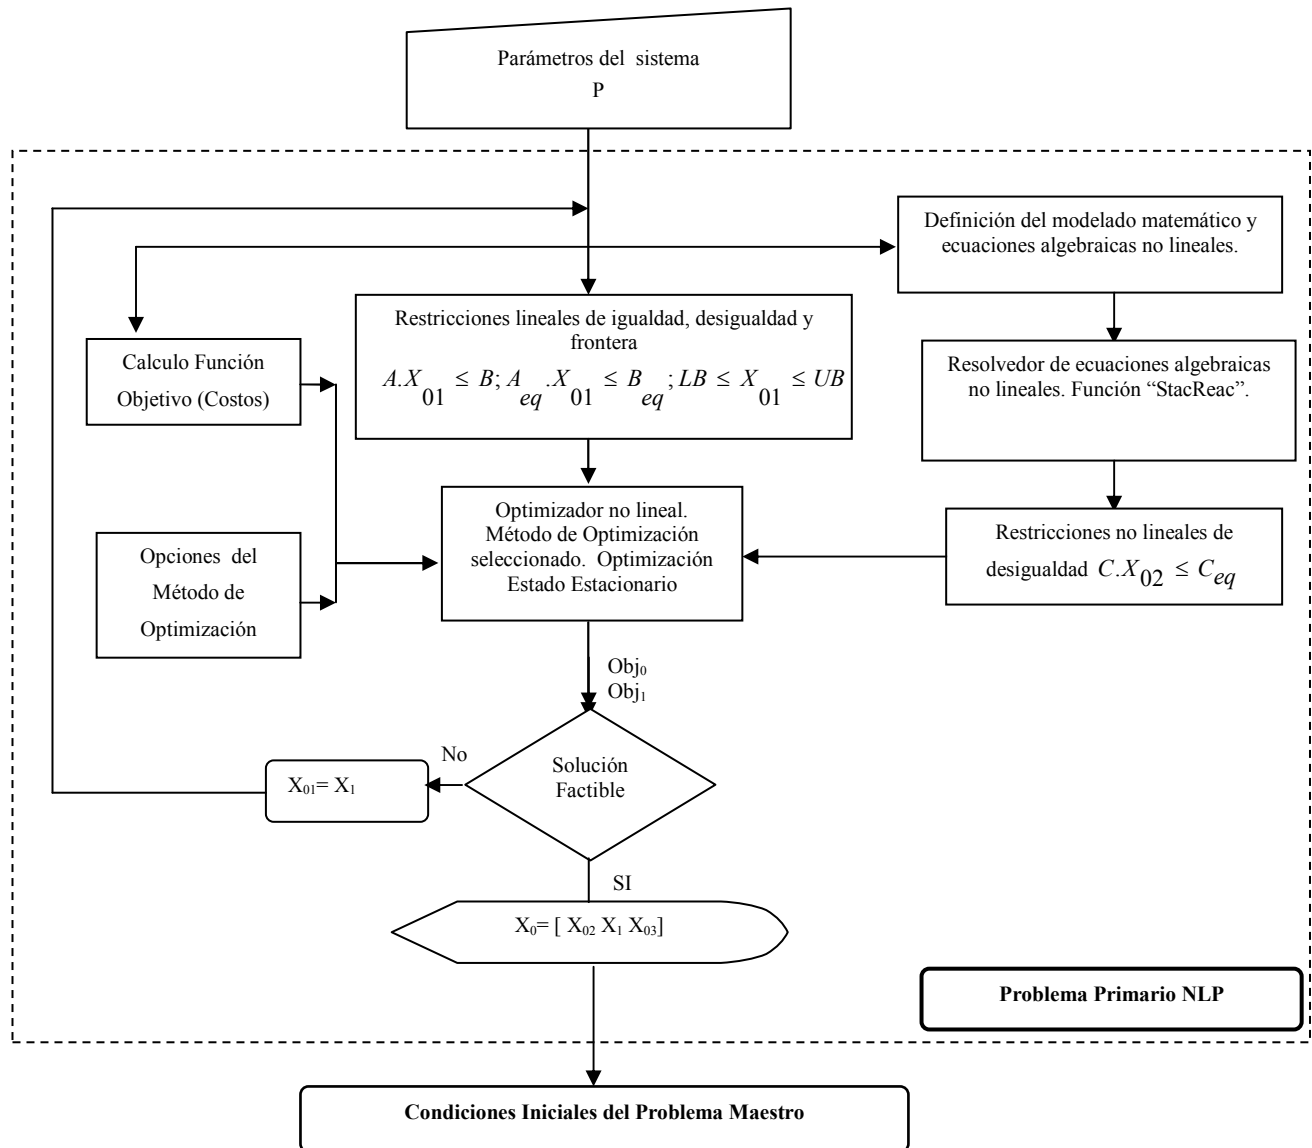 Parámetros del sistema
P
Definición del modelado matemático y
ecuaciones algebraicas no lineales.
Restricciones lineales de igualdad, desigualdad y
frontera
A.X₀₁ ≤ B; A_eq.X₀₁ ≤ B_eq; LB ≤ X₀₁ ≤ UB
Calculo Función
Objetivo (Costos)
Resolvedor de ecuaciones algebraicas
no lineales. Función “StacReac”.
Optimizador no lineal.
Método de Optimización
seleccionado. Optimización
Estado Estacionario
Opciones del
Método de
Optimización
Restricciones no lineales de
desigualdad C.X₀₂ ≤ C_eq
Obj₀
Obj₁
No
Solución
Factible
X₀₁= X₁
SI
X₀= [ X₀₂ X₁ X₀₃]
Problema Primario NLP
Condiciones Iniciales del Problema Maestro